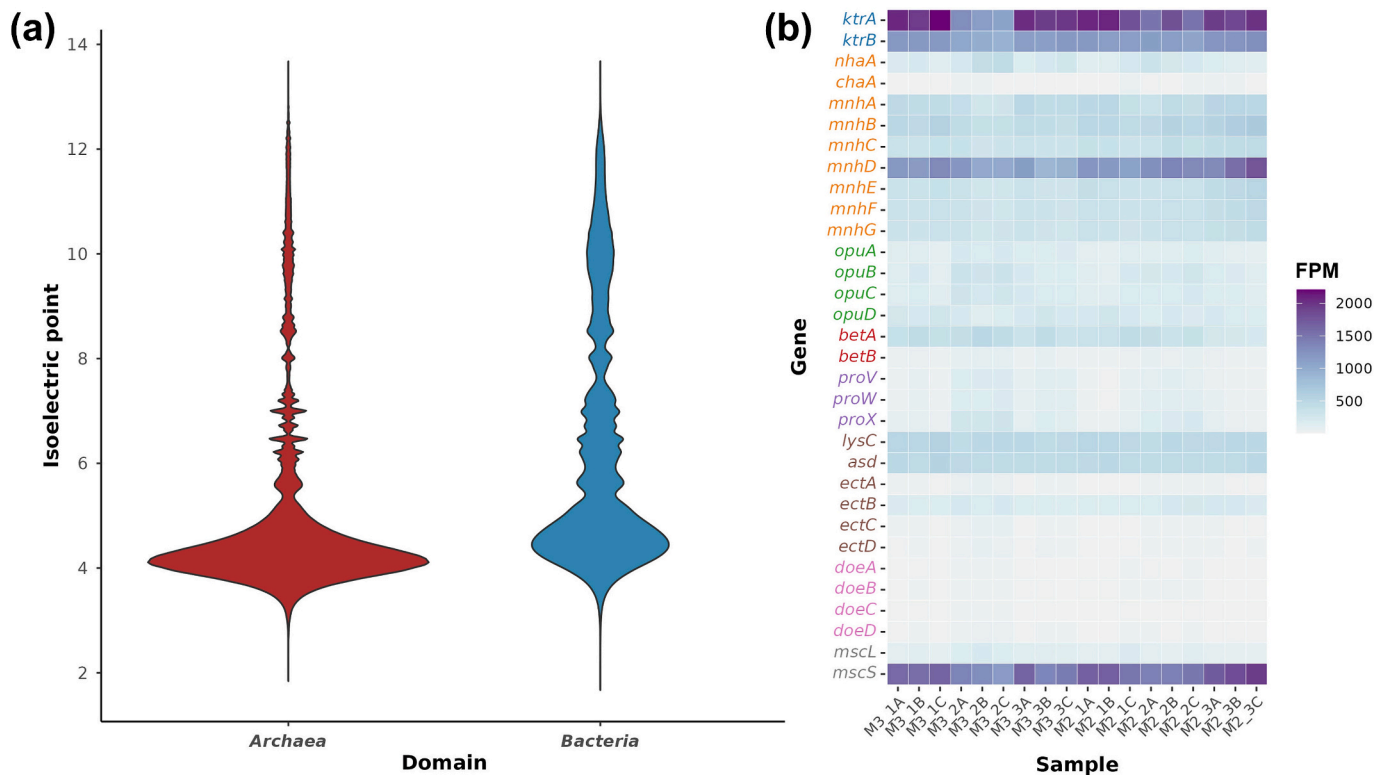 (a)
14
12
10
8
6
4
2
Isoelectric point
Archaea
Bacteria
Domain
(b)
ktrA
ktrB
nhaA
chaA
mnhA
mnhB
mnhC
mnhD
mnhE
mnhF
mnhG
opuA
opuB
opuC
opuD
betA
betB
proV
proW
proX
lysC
asd
ectA
ectB
ectC
ectD
doeA
doeB
doeC
doeD
mscL
mscS
Gene
M3_1A
M3_1B
M3_1C
M3_2A
M3_2B
M3_2C
M3_3A
M3_3B
M3_3C
M2_1A
M2_1B
M2_1C
M2_2A
M2_2B
M2_2C
M2_3A
M2_3B
M2_3C
Sample
FPM
2000
1500
1000
500